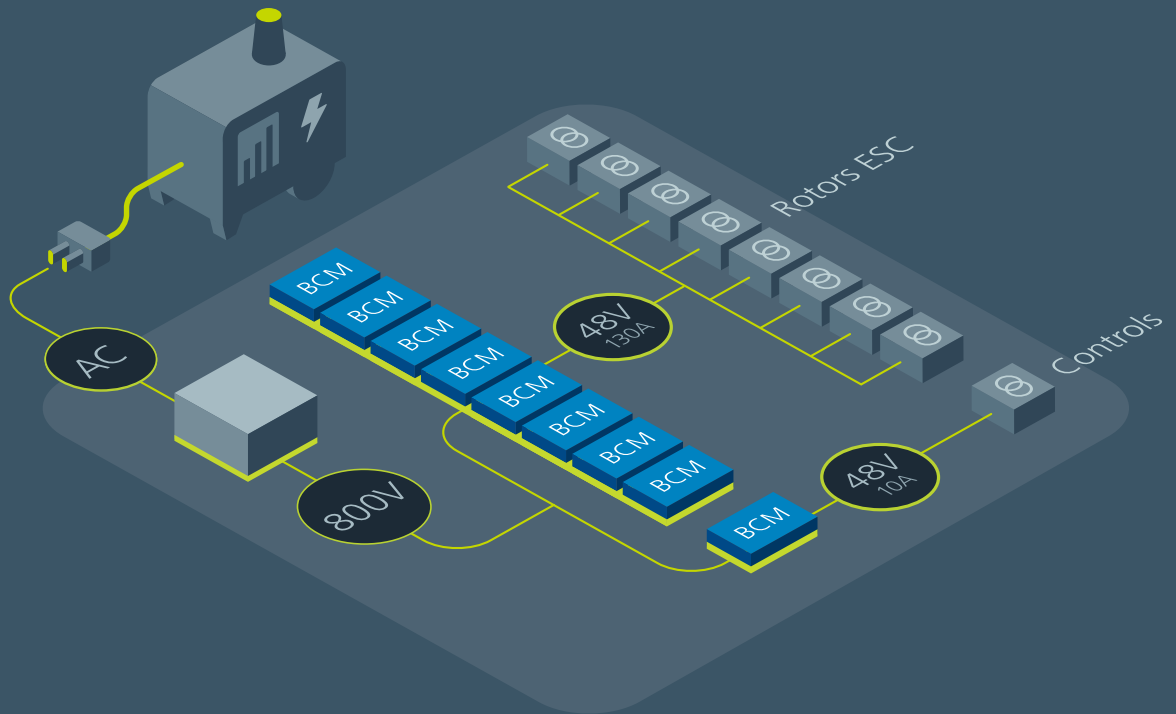 Rotors ESC
BCM
BCM
BCM
BCM
BCM
BCM
BCM
BCM
48V
130A
Controls
AC
800V
48V
10A
BCM